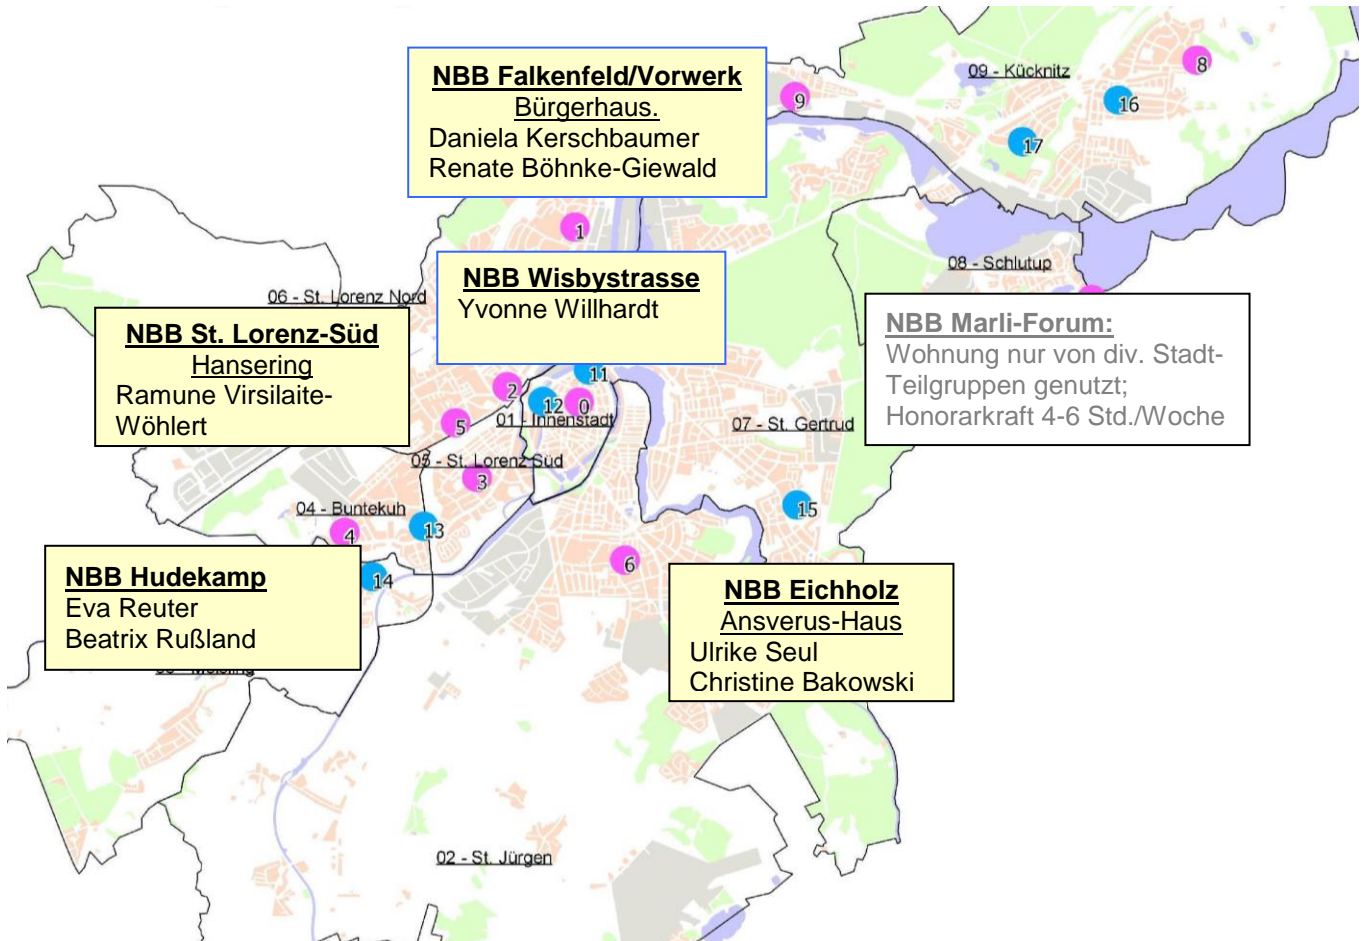 NBB Falkenfeld/Vorwerk
Bürgerhaus.
Daniela Kerschbaumer
Renate Böhnke-Giewald
09 - Kücknitz
8
9
16
17
1
08 - Schlutup
06 - St. Lorenz Nord
NBB Wisbystrasse
Yvonne Willhardt
NBB St. Lorenz-Süd
Hansering
Ramune Virsilaite-
Wöhlert
NBB Marli-Forum:
Wohnung nur von div. Stadt-
Teilgruppen genutzt;
Honorarkraft 4-6 Std./Woche
11
2
12
0
01 - Innenstadt
5
07 - St. Gertrud
05 - St. Lorenz Süd
3
04 - Buntekuh
15
4
13
6
14
NBB Hudekamp
Eva Reuter
Beatrix Rußland
NBB Eichholz
Ansverus-Haus
Ulrike Seul
Christine Bakowski
02 - St. Jürgen